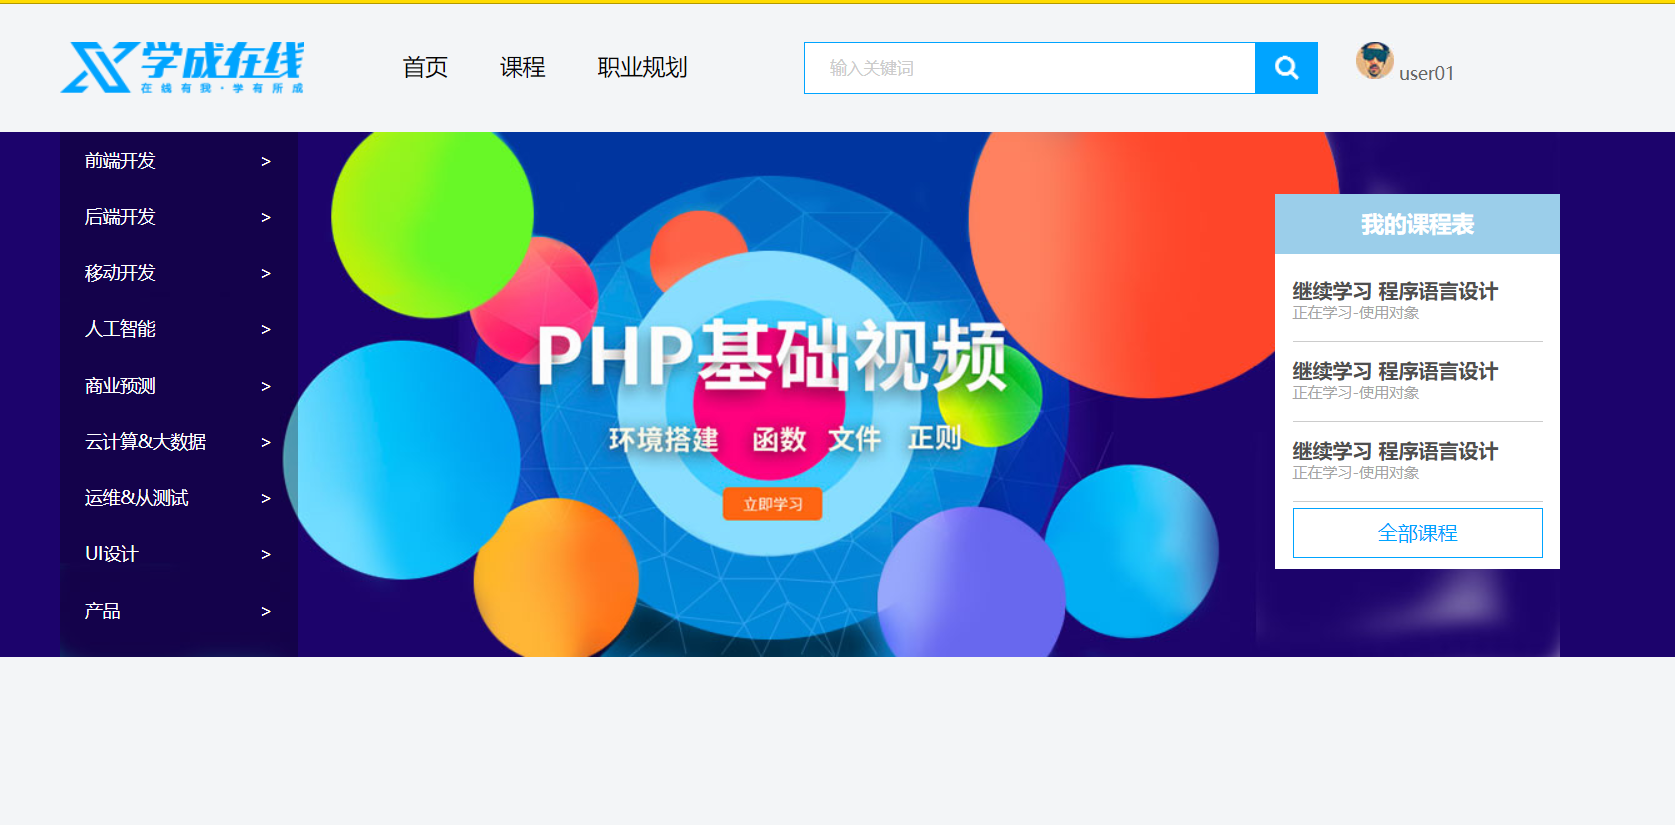 学成在线
在线有我·学有所成
首页 课程 职业规划
输入关键词
user01
前端开发 >
后端开发 >
移动开发 >
人工智能 >
商业预测 >
云计算&大数据 >
运维&从测试 >
UI设计 >
产品 >
PHP基础视频
环境搭建 函数 文件 正则
立即学习
我的课程表
继续学习 程序语言设计
正在学习-使用对象
继续学习 程序语言设计
正在学习-使用对象
继续学习 程序语言设计
正在学习-使用对象
全部课程